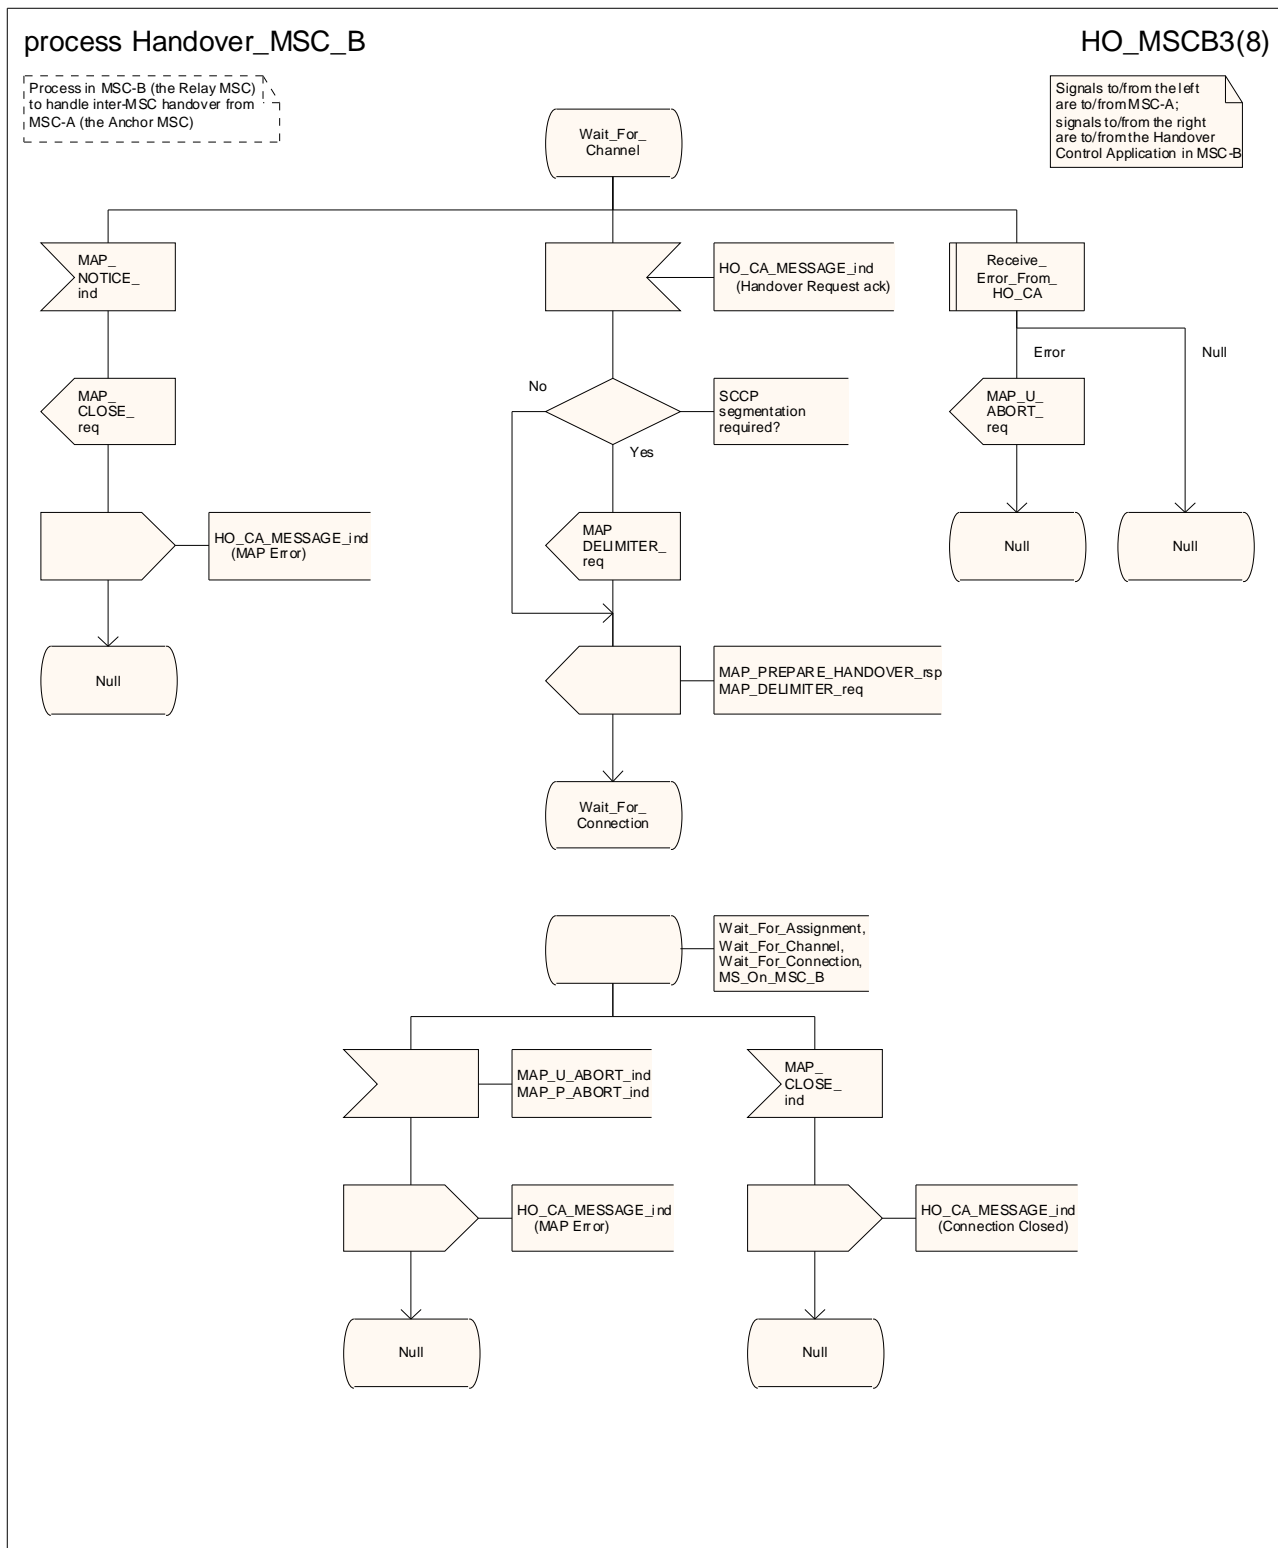 process Handover_MSC_B
HO_MSCB3(8)
Process in MSC-B (the Relay MSC)
to handle inter-MSC handover from
MSC-A (the Anchor MSC)
Signals to/from the left
are to/from MSC-A;
signals to/from the right
are to/from the Handover
Control Application in MSC-B
Wait_For_
Channel
MAP_
NOTICE_
ind
HO_CA_MESSAGE_ind
(Handover Request ack)
Receive_
Error_From_
HO_CA
Error
Null
No
MAP_
CLOSE_
req
SCCP
segmentation
required?
MAP_U_
ABORT_
req
Yes
HO_CA_MESSAGE_ind
(MAP Error)
MAP
DELIMITER_
req
Null
Null
Null
MAP_PREPARE_HANDOVER_rsp
MAP_DELIMITER_req
Wait_For_
Connection
Wait_For_Assignment,
Wait_For_Channel,
Wait_For_Connection,
MS_On_MSC_B
MAP_U_ABORT_ind
MAP_P_ABORT_ind
MAP_
CLOSE_
ind
HO_CA_MESSAGE_ind
(MAP Error)
HO_CA_MESSAGE_ind
(Connection Closed)
Null
Null